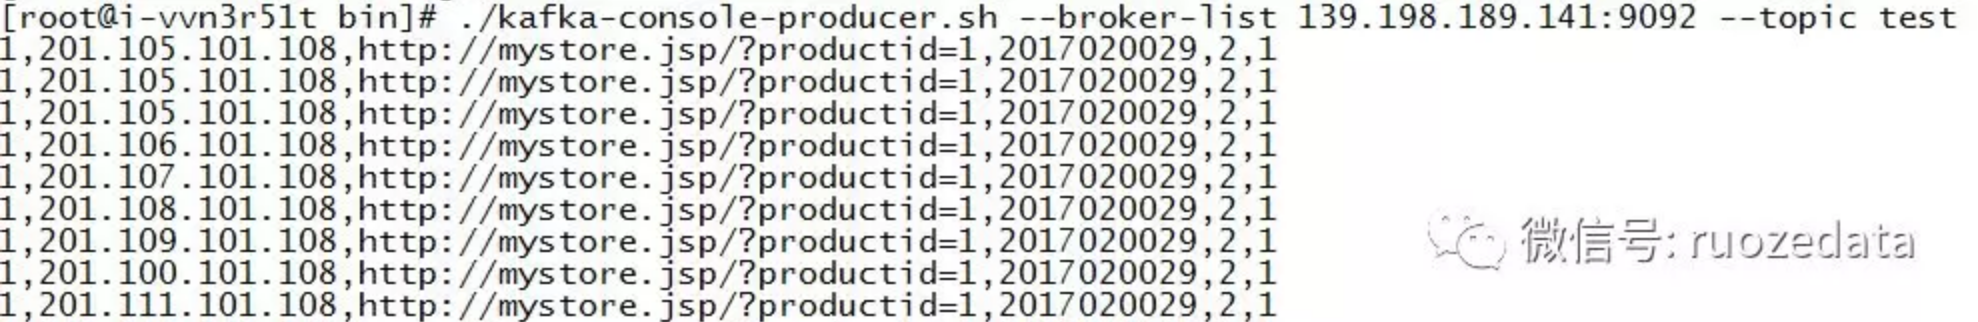 [root@i-vvn3r51t bin]# ./kafka-console-producer.sh --broker-list 139.198.189.141:9092 --topic test
1,201.105.101.108,http://mystore.jsp/?productid=1,2017020029,2,1
1,201.105.101.108,http://mystore.jsp/?productid=1,2017020029,2,1
1,201.105.101.108,http://mystore.jsp/?productid=1,2017020029,2,1
1,201.106.101.108,http://mystore.jsp/?productid=1,2017020029,2,1
1,201.107.101.108,http://mystore.jsp/?productid=1,2017020029,2,1
1,201.108.101.108,http://mystore.jsp/?productid=1,2017020029,2,1
1,201.109.101.108,http://mystore.jsp/?productid=1,2017020029,2,1
1,201.100.101.108,http://mystore.jsp/?productid=1,2017020029,2,1
1,201.111.101.108,http://mystore.jsp/?productid=1,2017020029,2,1
微信号: ruozedata